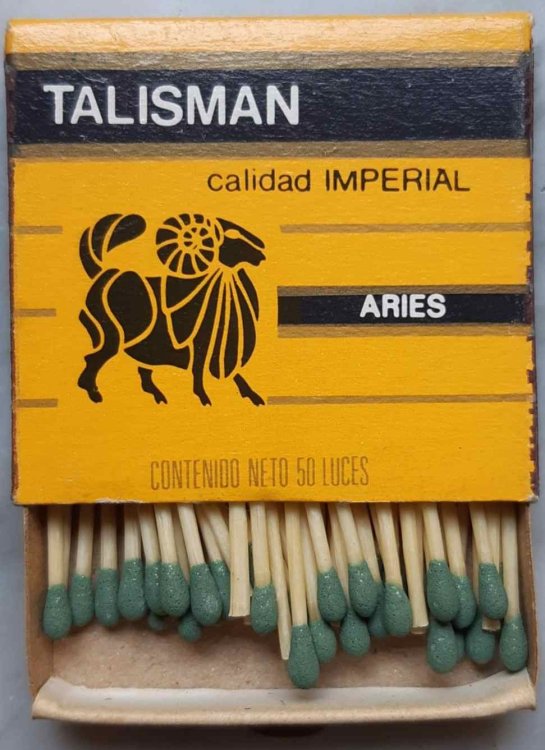 TALISMAN
calidad IMPERIAL
ARIES
CONTENIDO NETO 50 LUCES